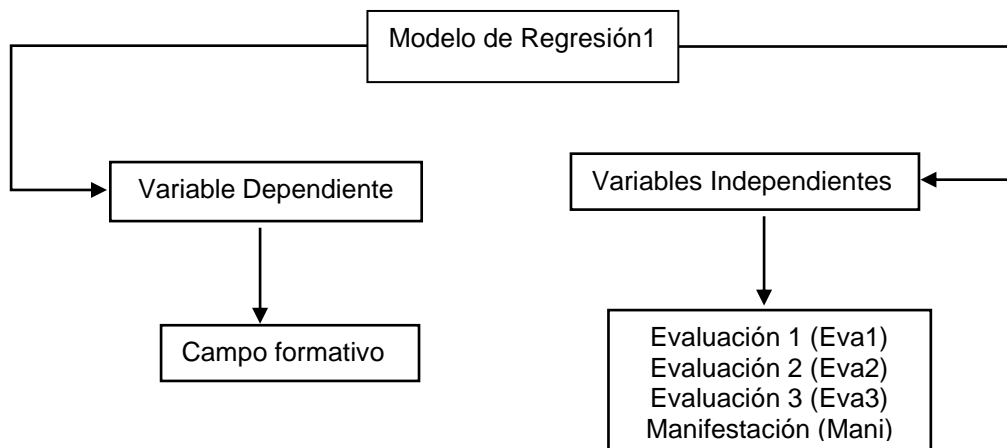 Modelo de Regresión1
Variable Dependiente
Variables Independientes
Campo formativo
Evaluación 1 (Eva1)
Evaluación 2 (Eva2)
Evaluación 3 (Eva3)
Manifestación (Mani)